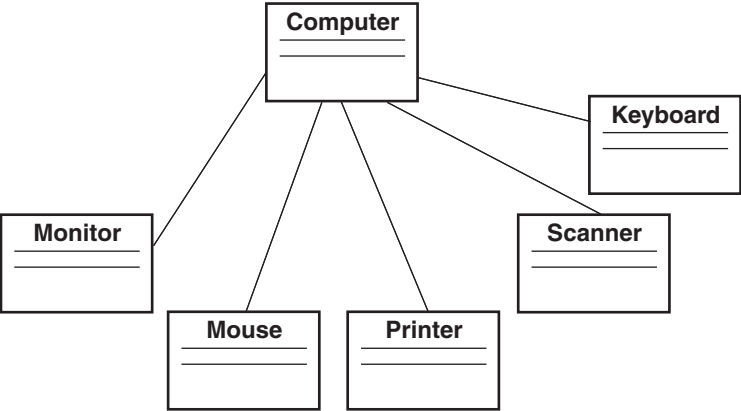 Computer
Keyboard
Monitor
Scanner
Mouse
Printer